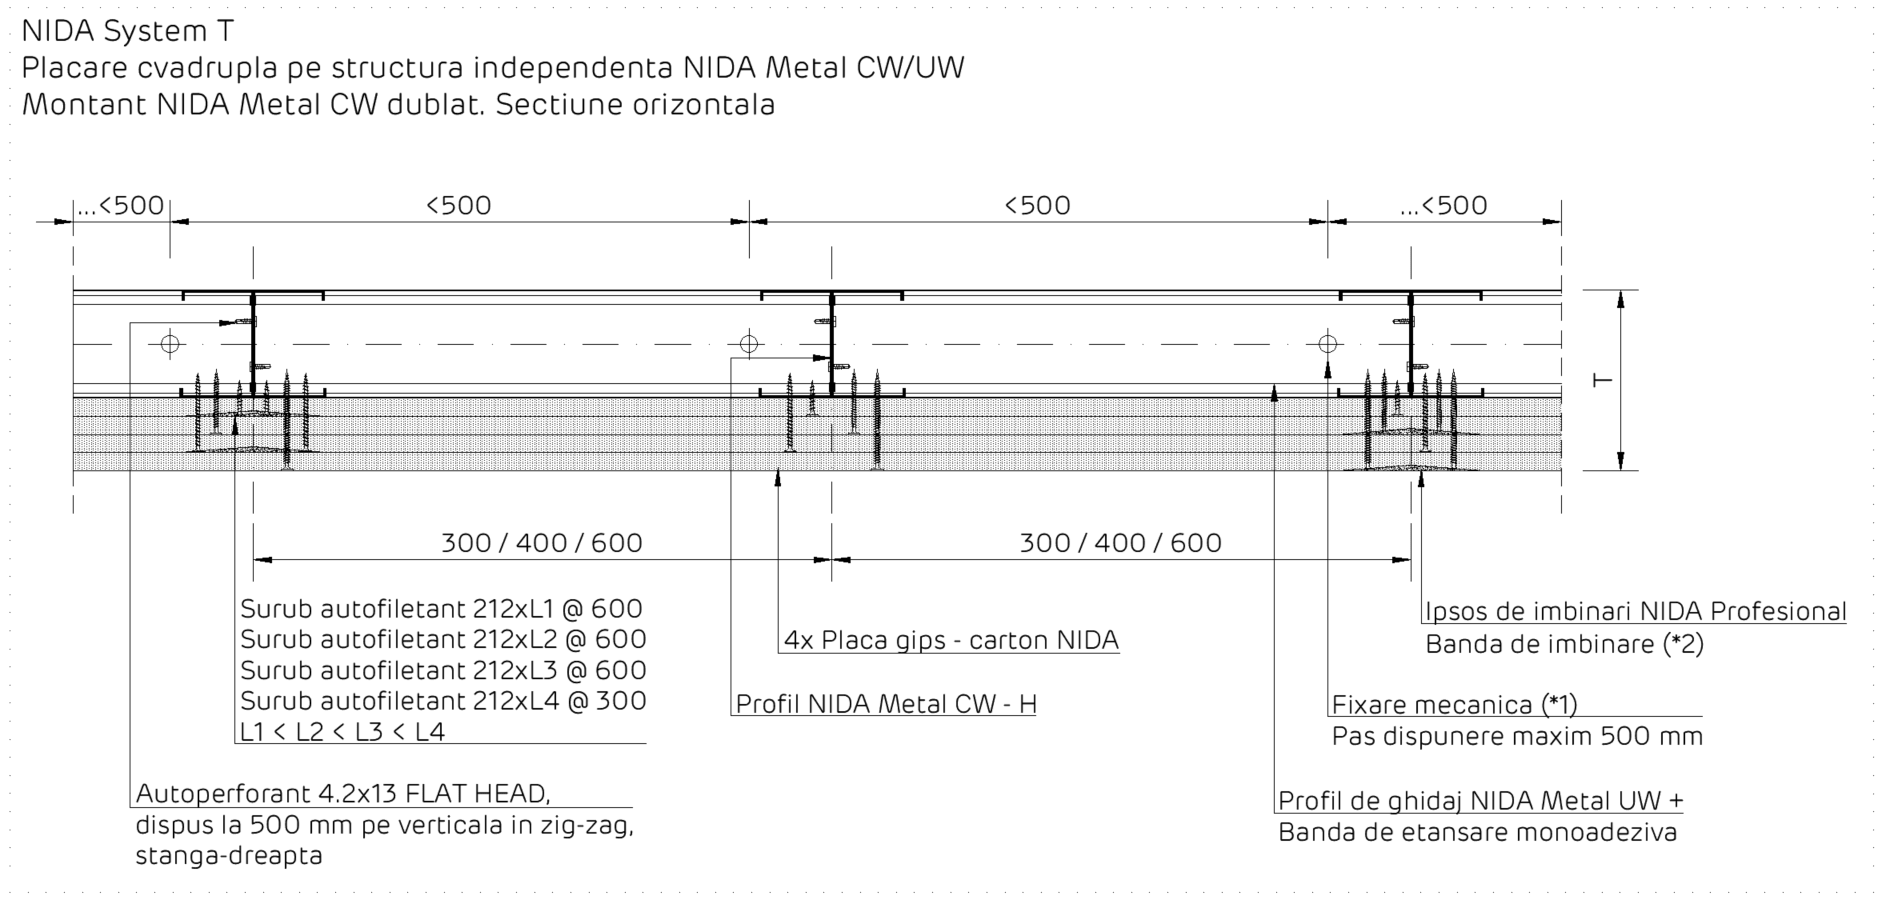 NIDA System T
Placare cvadrupla pe structura independenta NIDA Metal CW/UW
Montant NIDA Metal CW dublat. Sectiune orizontala
...<500
<500
<500
...<500
T
300 / 400 / 600
300 / 400 / 600
Surub autofiletant 212xL1 @ 600
Surub autofiletant 212xL2 @ 600
Surub autofiletant 212xL3 @ 600
Surub autofiletant 212xL4 @ 300
L1 < L2 < L3 < L4
4x Placa gips - carton NIDA
Ipsos de imbinari NIDA Profesional
Banda de imbinare (*2)
Profil NIDA Metal CW - H
Fixare mecanica (*1)
Pas dispunere maxim 500 mm
Autoperforant 4.2x13 FLAT HEAD,
dispus la 500 mm pe verticala in zig-zag,
stanga-dreapta
Profil de ghidaj NIDA Metal UW +
Banda de etansare monoadeziva